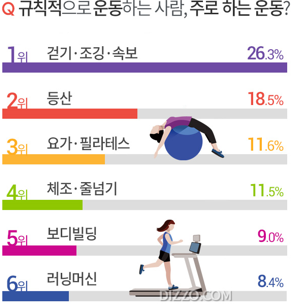 Q 규칙적으로 운동하는 사람, 주로 하는 운동?
1위 걷기·조깅·속보 26.3%
2위 등산 18.5%
3위 요가·필라테스 11.6%
4위 체조·줄넘기 11.5%
5위 보디빌딩 9.0%
6위 러닝머신 8.4%
DIZZO.COM